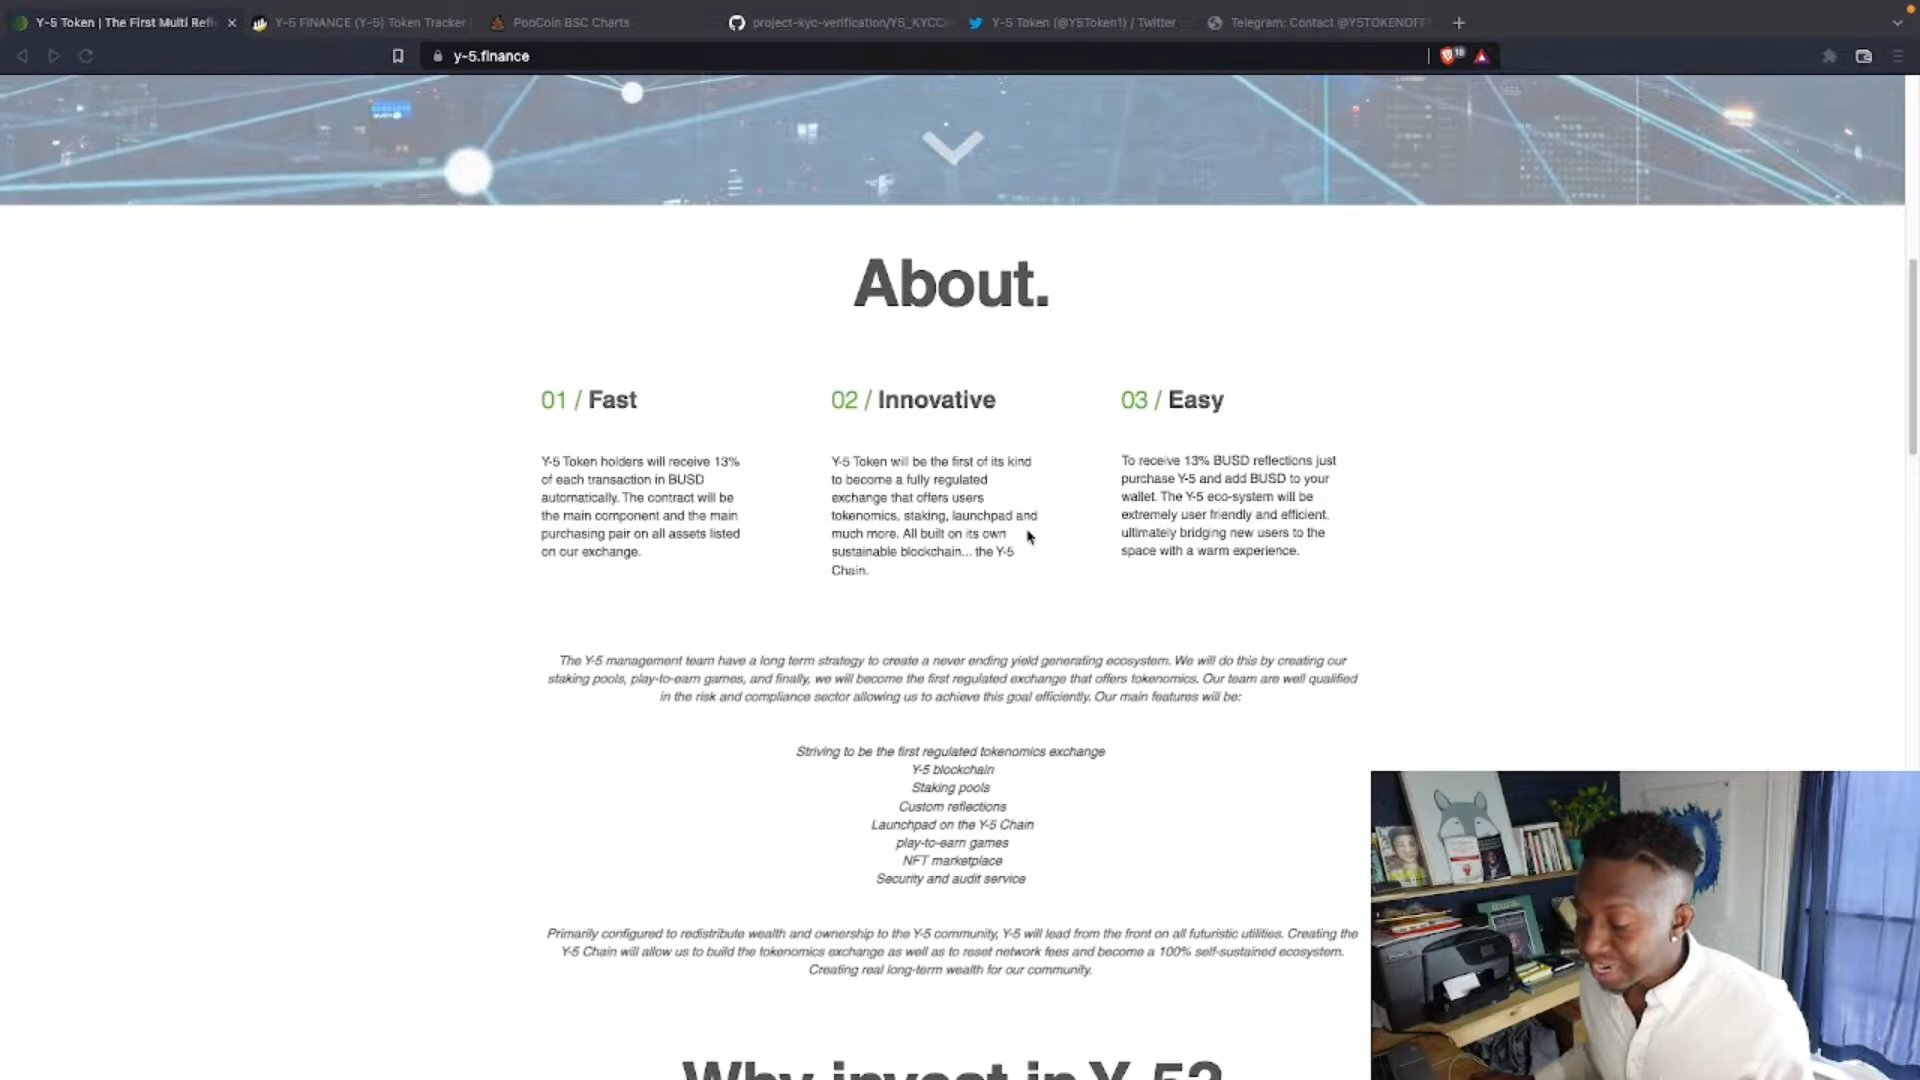 Y-5 Token | The First Multi Refl
Y-5 FINANCE (Y-5) Token Tracker
PooCoin BSC Charts
project-kyc-verification/Y5_KYCC
Y-5 Token (@Y5Token1) / Twitter
Telegram: Contact @Y5TOKENOFF
y-5.finance
18
About.
01 / Fast
Y-5 Token holders will receive 13%
of each transaction in BUSD
automatically. The contract will be
the main component and the main
purchasing pair on all assets listed
on our exchange.
02 / Innovative
Y-5 Token will be the first of its kind
to become a fully regulated
exchange that offers users
tokenomics, staking, launchpad and
much more. All built on its own
sustainable blockchain... the Y-5
Chain.
03 / Easy
To receive 13% BUSD reflections just
purchase Y-5 and add BUSD to your
wallet. The Y-5 eco-system will be
extremely user friendly and efficient,
ultimately bridging new users to the
space with a warm experience.
The Y-5 management team have a long term strategy to create a never ending yield generating ecosystem. We will do this by creating our
staking pools, play-to-earn games, and finally, we will become the first regulated exchange that offers tokenomics. Our team are well qualified
in the risk and compliance sector allowing us to achieve this goal efficiently. Our main features will be:
Striving to be the first regulated tokenomics exchange
Y-5 blockchain
Staking pools
Custom reflections
Launchpad on the Y-5 Chain
play-to-earn games
NFT marketplace
Security and audit service
Primarily configured to redistribute wealth and ownership to the Y-5 community, Y-5 will lead from the front on all futuristic utilities. Creating the
Y-5 Chain will allow us to build the tokenomics exchange as well as to reset network fees and become a 100% self-sustained ecosystem.
Creating real long-term wealth for our community.
Why invest in Y-5?